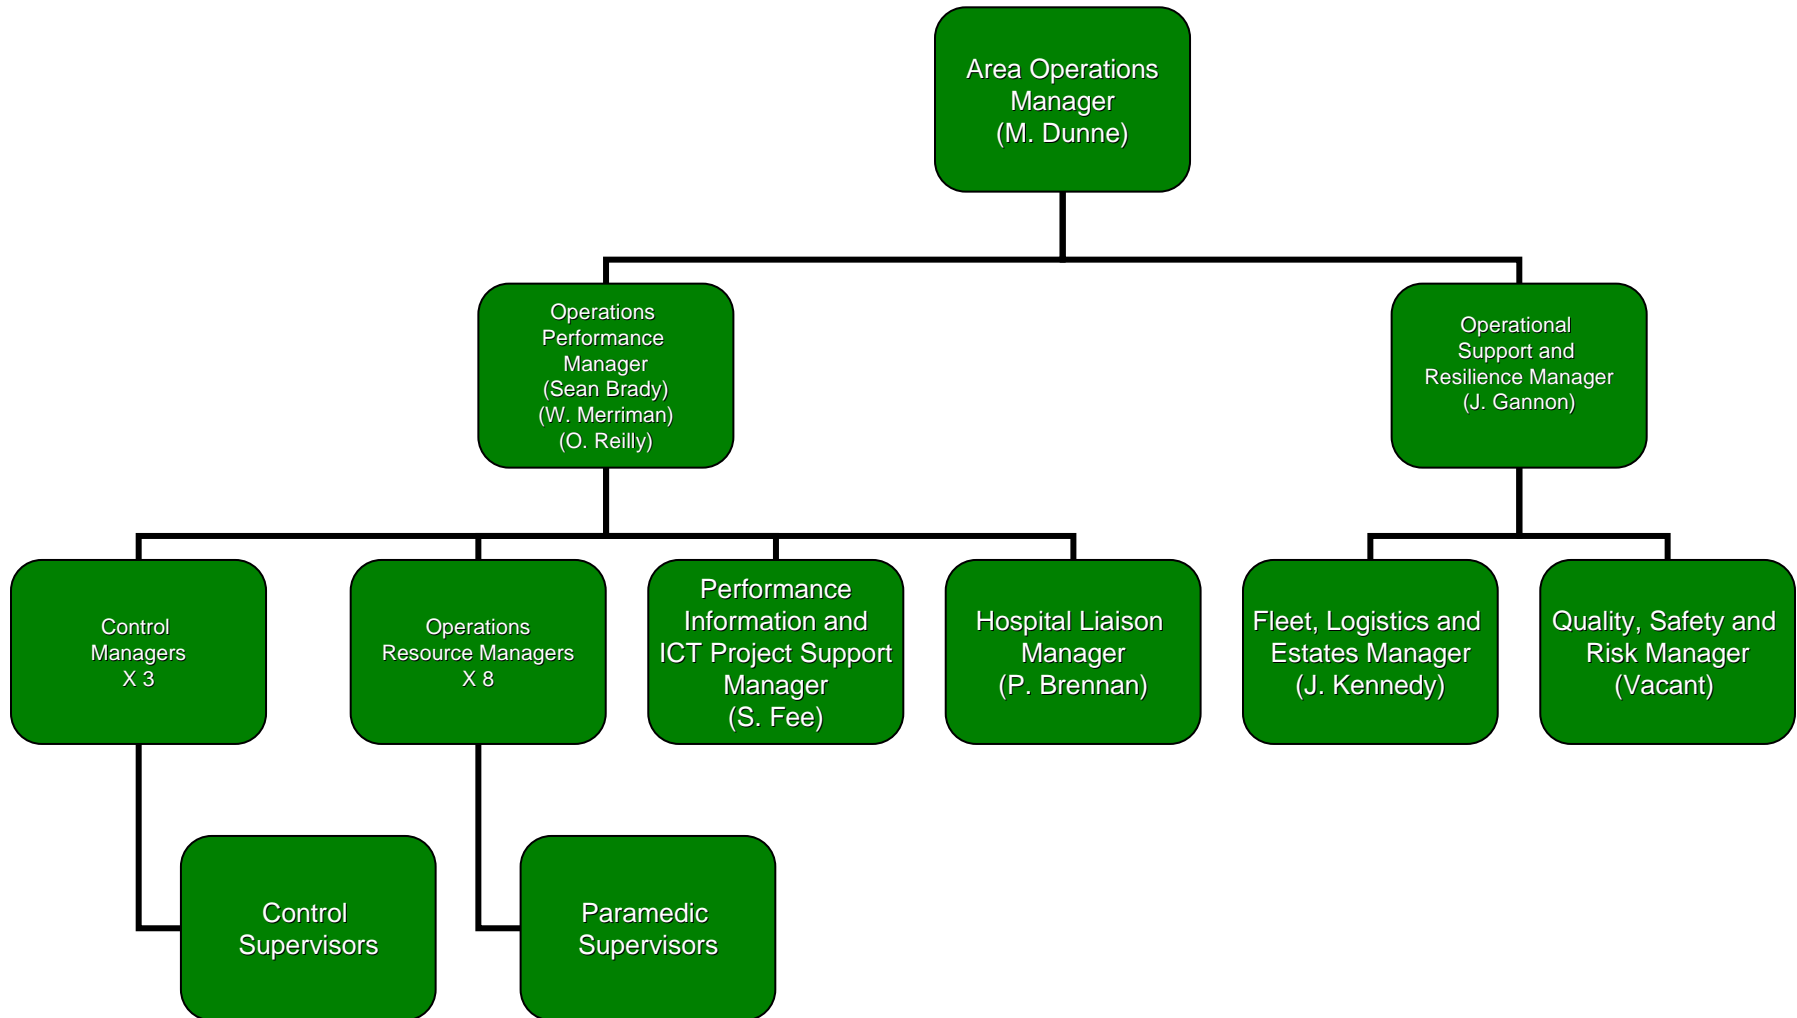 Area Operations
Manager
(M. Dunne)
Operations
Performance
Manager
(Sean Brady)
(W. Merriman)
(O. Reilly)
Operational
Support and
Resilience Manager
(J. Gannon)
Control
Managers
X 3
Operations
Resource Managers
X 8
Performance
Information and
ICT Project Support
Manager
(S. Fee)
Hospital Liaison
Manager
(P. Brennan)
Fleet, Logistics and
Estates Manager
(J. Kennedy)
Quality, Safety and
Risk Manager
(Vacant)
Control
Supervisors
Paramedic
Supervisors